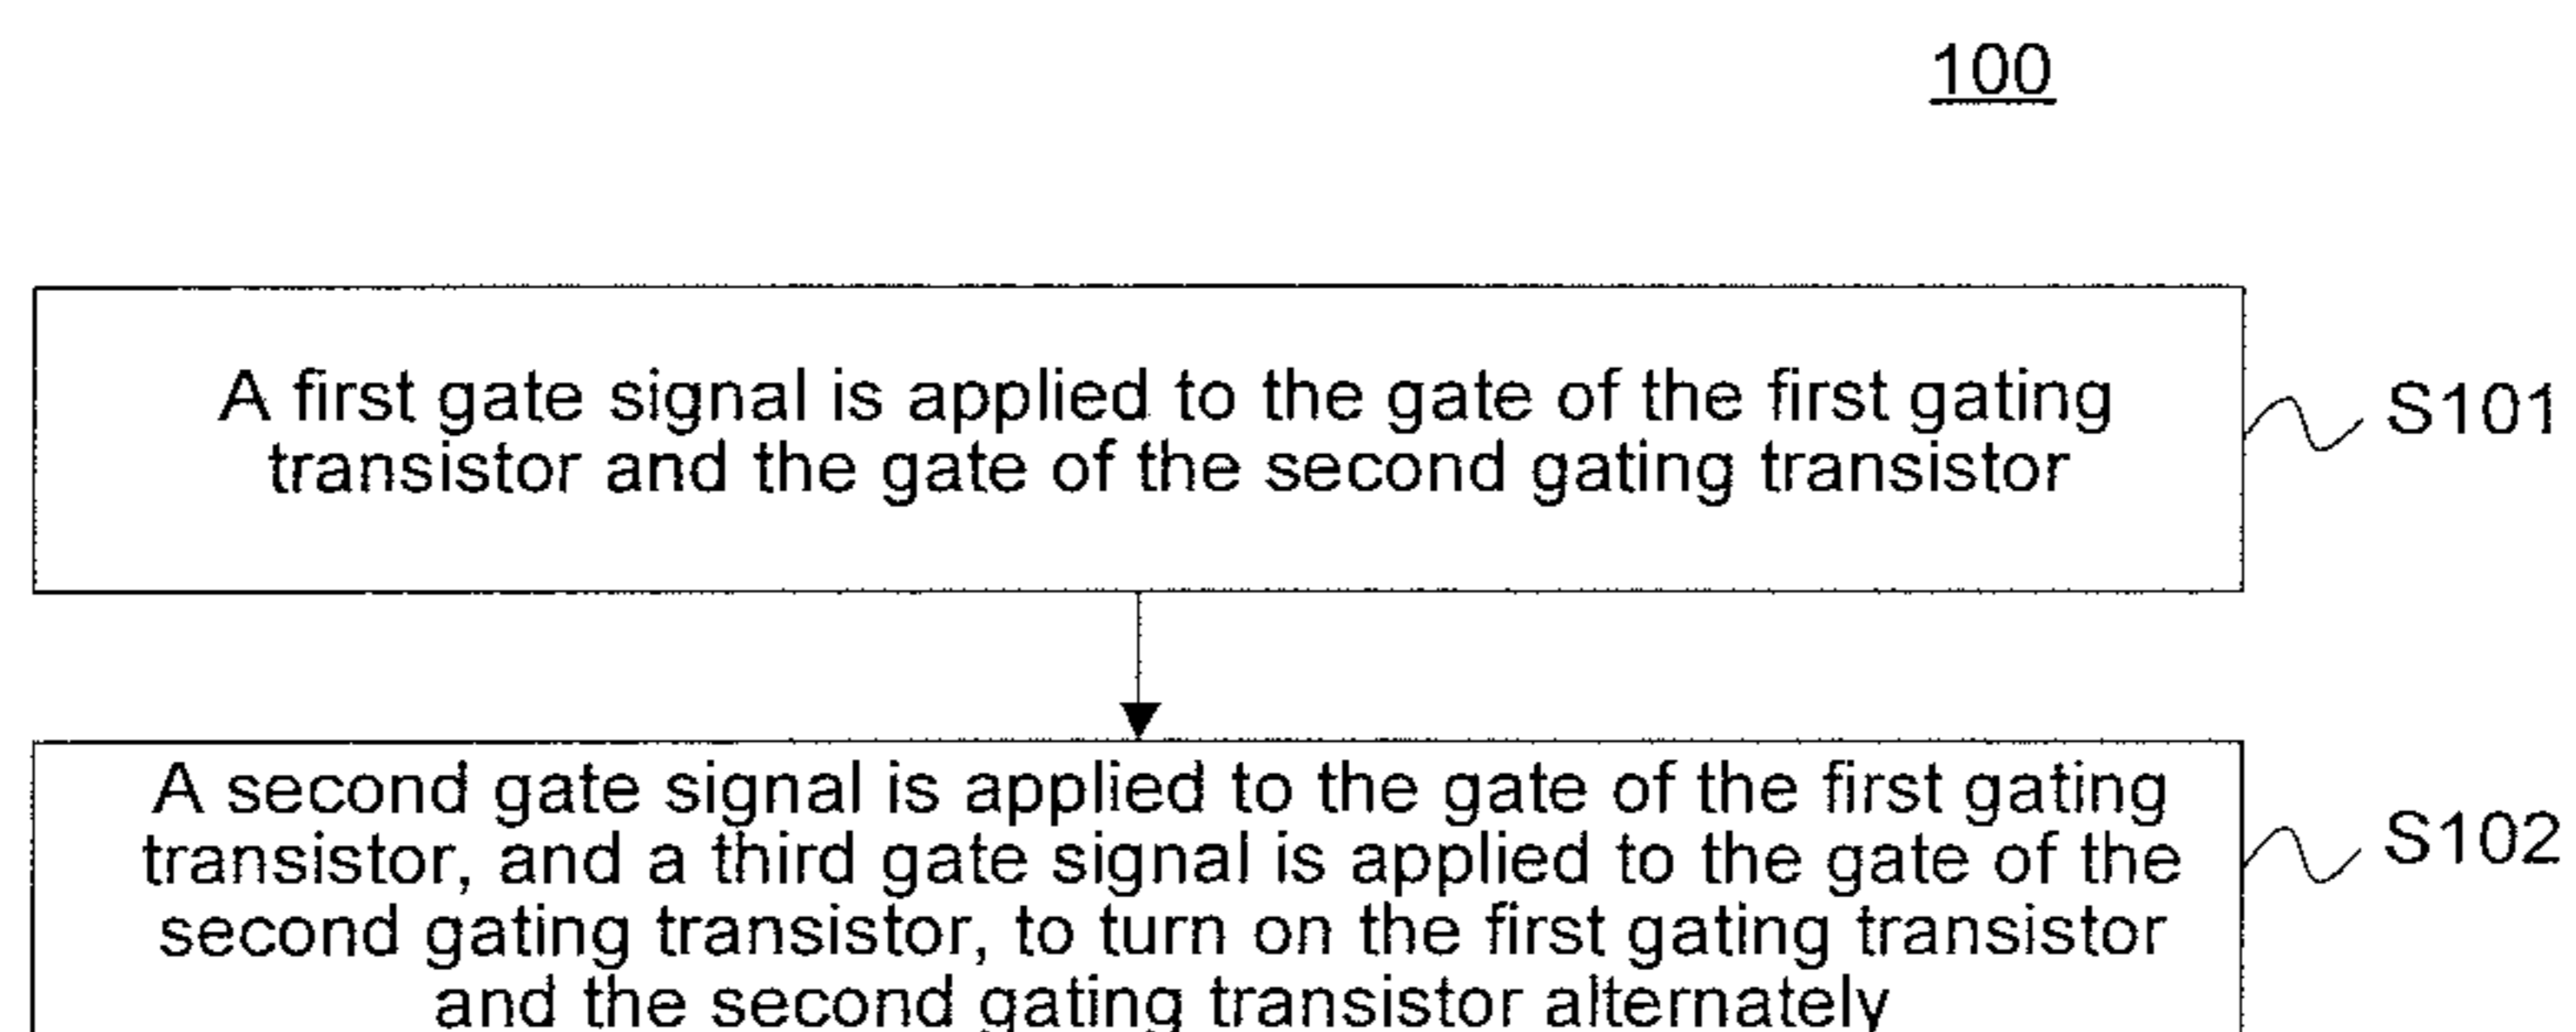 100
A first gate signal is applied to the gate of the first gating
transistor and the gate of the second gating transistor
S101
A second gate signal is applied to the gate of the first gating
transistor, and a third gate signal is applied to the gate of the
second gating transistor, to turn on the first gating transistor
and the second gating transistor alternately
S102